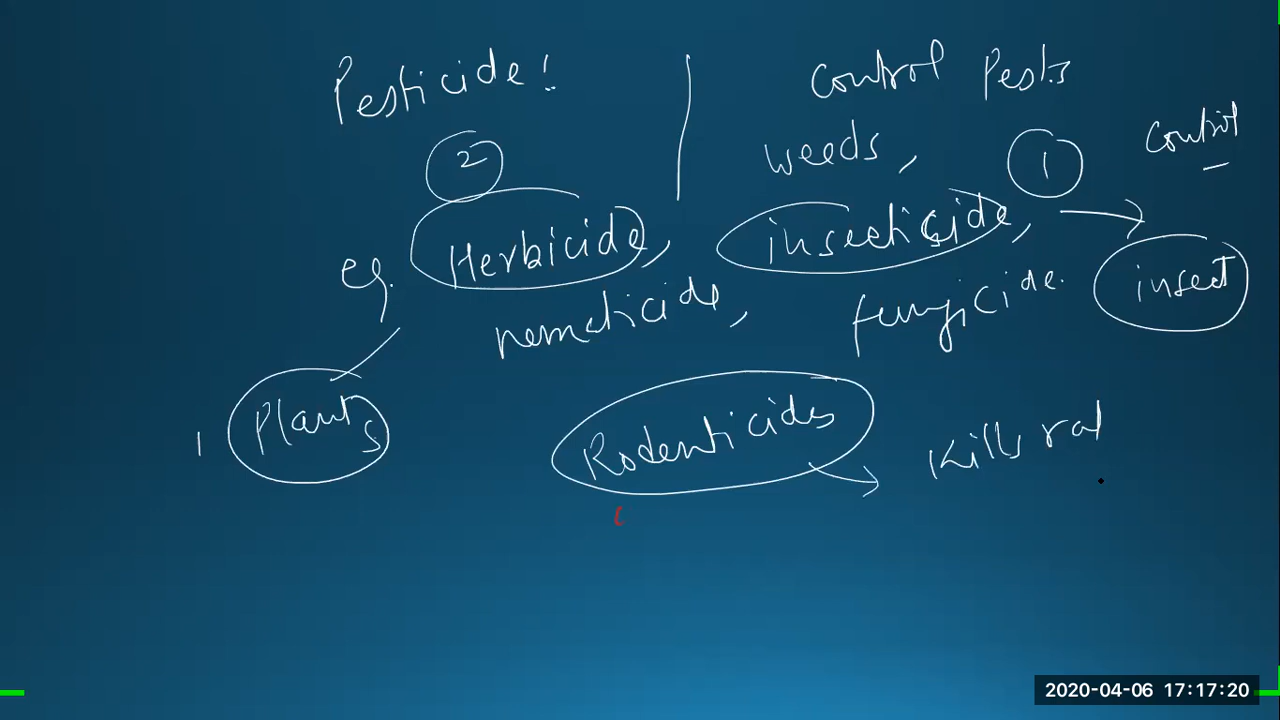 Pesticide! Control Pests
weeds, Control
2 1
eg. Herbicide, insecticide, insect
nematicide, fungicide.
Plants Rodenticides Kills rat
2020-04-06 17:17:20